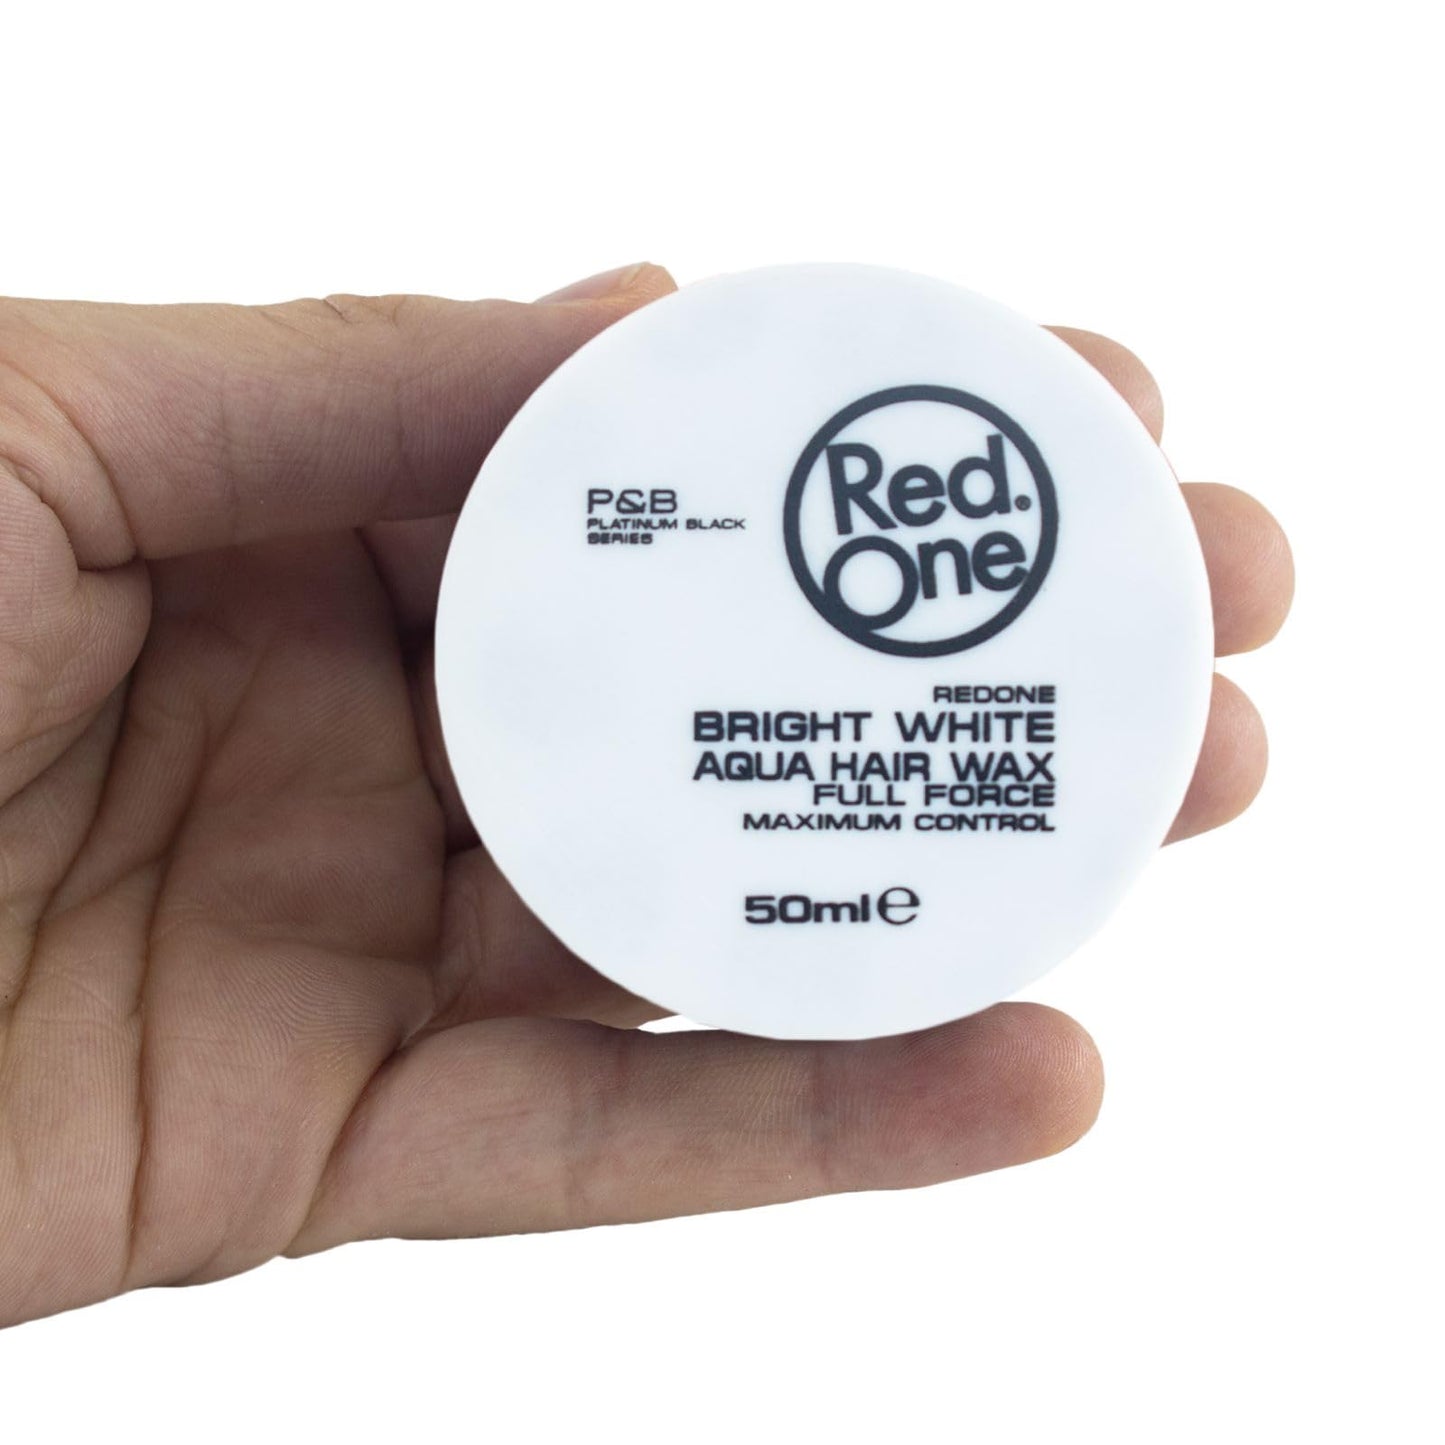 P&B
PLATINUM BLACK
SERIES
Red.
One
REDONE
BRIGHT WHITE
AQUA HAIR WAX
FULL FORCE
MAXIMUM CONTROL
50ml℮